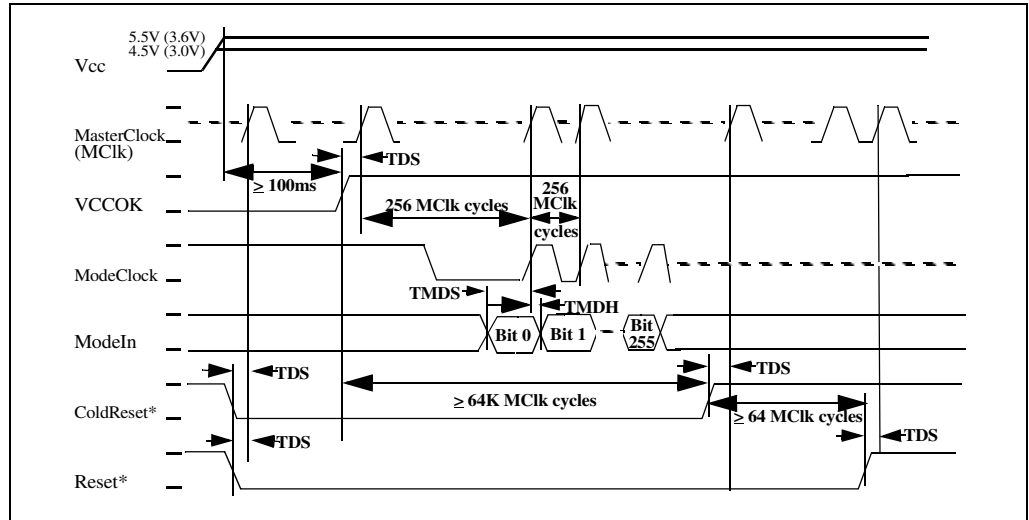 5.5V (3.6V)
4.5V (3.0V)
Vcc
MasterClock
(MClk)
TDS
≥ 100ms
VCCOK
256 MClk cycles
256
MClk
cycles
ModeClock
TMDS
TMDH
ModeIn
Bit 0
Bit 1
Bit
255
TDS
TDS
ColdReset*
≥ 64K MClk cycles
≥ 64 MClk cycles
TDS
TDS
Reset*